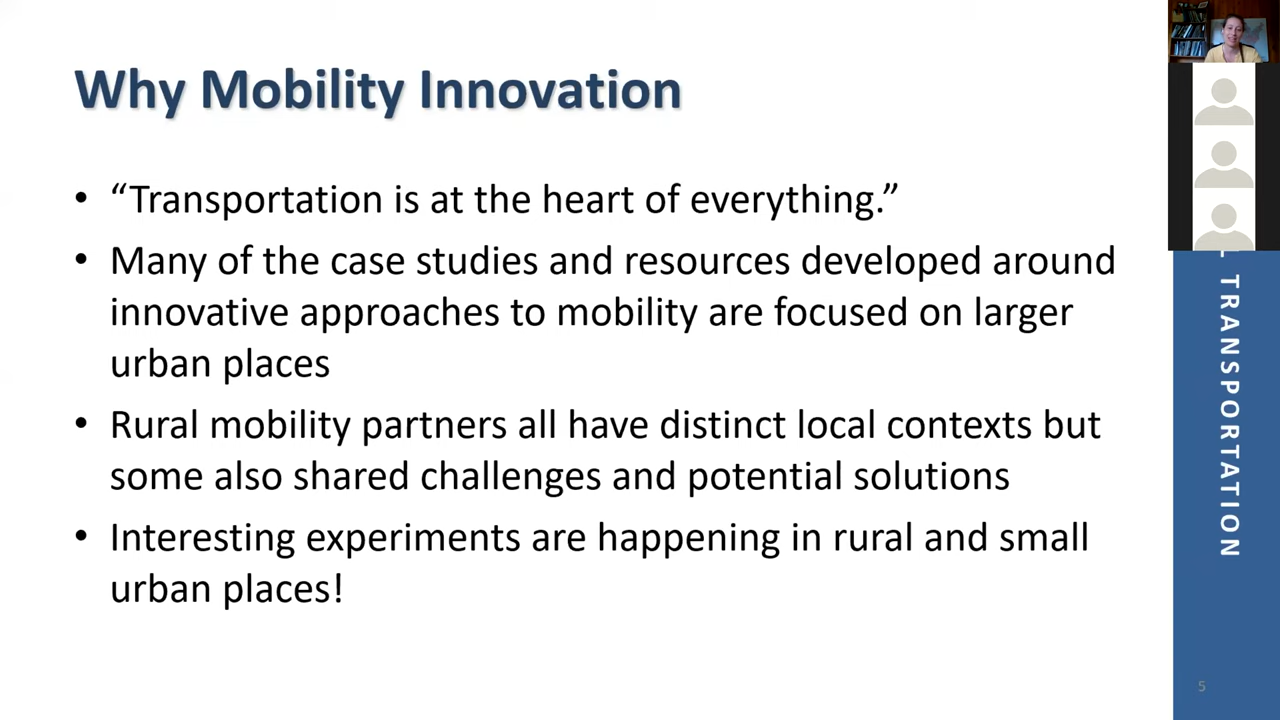 Why Mobility Innovation
• “Transportation is at the heart of everything.”
• Many of the case studies and resources developed around
innovative approaches to mobility are focused on larger
urban places
• Rural mobility partners all have distinct local contexts but
some also shared challenges and potential solutions
• Interesting experiments are happening in rural and small
urban places!
TRANSPORTATION
5